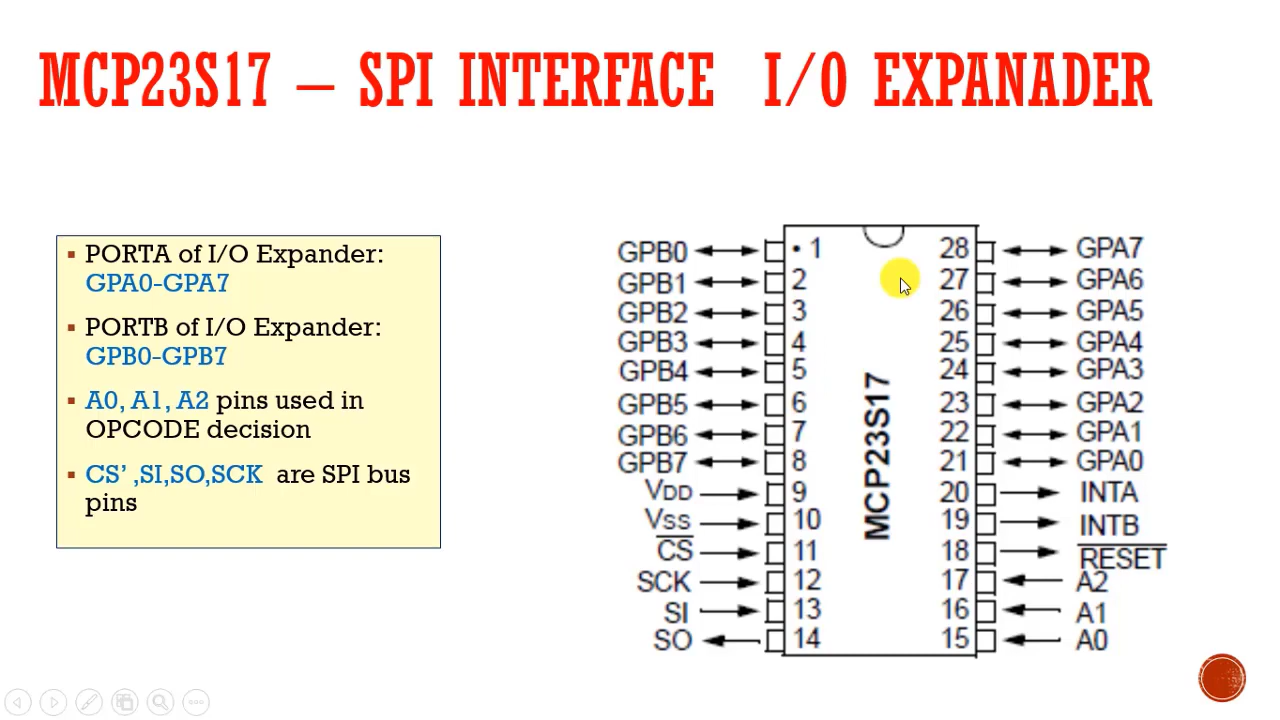 MCP23S17 – SPI INTERFACE I/O EXPANADER
▪ PORTA of I/O Expander:
GPA0-GPA7
▪ PORTB of I/O Expander:
GPB0-GPB7
▪ A0, A1, A2 pins used in
OPCODE decision
▪ CS’ ,SI,SO,SCK are SPI bus
pins
GPB0 • 1 28 GPA7
GPB1 2 27 GPA6
GPB2 3 26 GPA5
GPB3 4 25 GPA4
GPB4 5 24 GPA3
GPB5 6 23 GPA2
GPB6 7 22 GPA1
GPB7 8 21 GPA0
VDD 9 20 INTA
VSS 10 19 INTB
CS 11 18 RESET
SCK 12 17 A2
SI 13 16 A1
SO 14 15 A0
MCP23S17